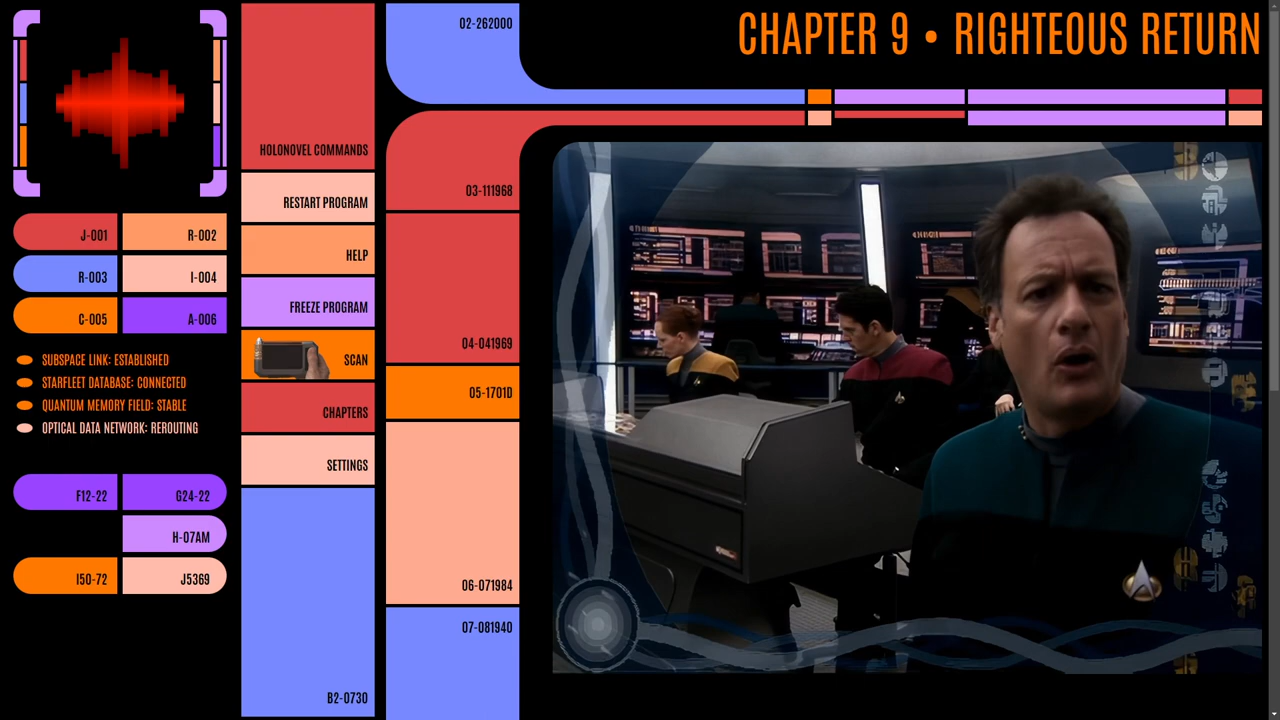 CHAPTER 9 • RIGHTEOUS RETURN
J-001
R-002
R-003
I-004
C-005
A-006
SUBSPACE LINK: ESTABLISHED
STARFLEET DATABASE: CONNECTED
QUANTUM MEMORY FIELD: STABLE
OPTICAL DATA NETWORK: REROUTING
F12-22
G24-22
H-07AM
I50-72
J5369
HOLONOVEL COMMANDS
RESTART PROGRAM
HELP
FREEZE PROGRAM
SCAN
CHAPTERS
SETTINGS
B2-0730
02-262000
03-111968
04-041969
05-1701D
06-071984
07-081940